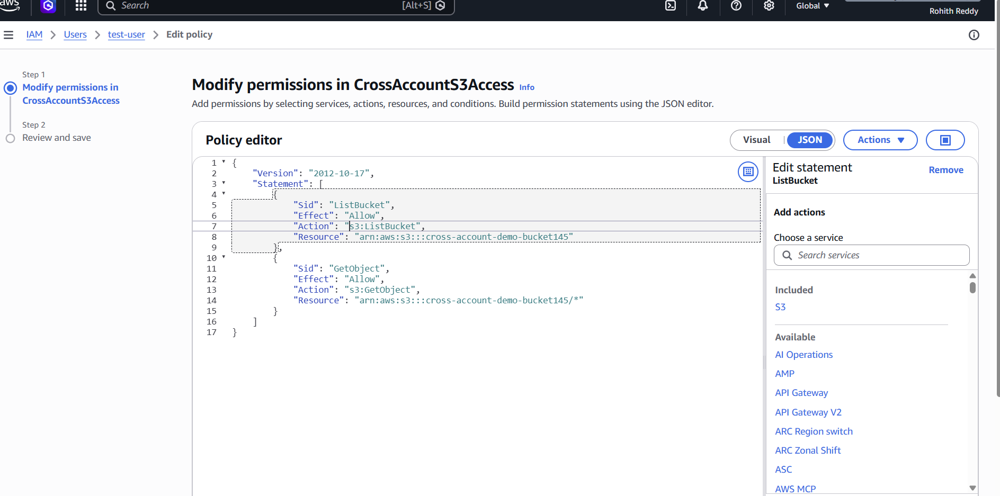 aws
Search
[Alt+S]
Global
Rohith Reddy
IAM
Users
test-user
Edit policy
Step 1
Modify permissions in
CrossAccountS3Access
Step 2
Review and save
Modify permissions in CrossAccountS3Access Info
Add permissions by selecting services, actions, resources, and conditions. Build permission statements using the JSON editor.
Policy editor
Visual
JSON
Actions
1 {
2 "Version": "2012-10-17",
3 "Statement": [
4 {
5 "Sid": "ListBucket",
6 "Effect": "Allow",
7 "Action": "s3:ListBucket",
8 "Resource": "arn:aws:s3:::cross-account-demo-bucket145"
9 },
10 {
11 "Sid": "GetObject",
12 "Effect": "Allow",
13 "Action": "s3:GetObject",
14 "Resource": "arn:aws:s3:::cross-account-demo-bucket145/*"
15 }
16 ]
17 }
Edit statement
Remove
ListBucket
Add actions
Choose a service
Search services
Included
S3
Available
AI Operations
AMP
API Gateway
API Gateway V2
ARC Region switch
ARC Zonal Shift
ASC
AWS MCP